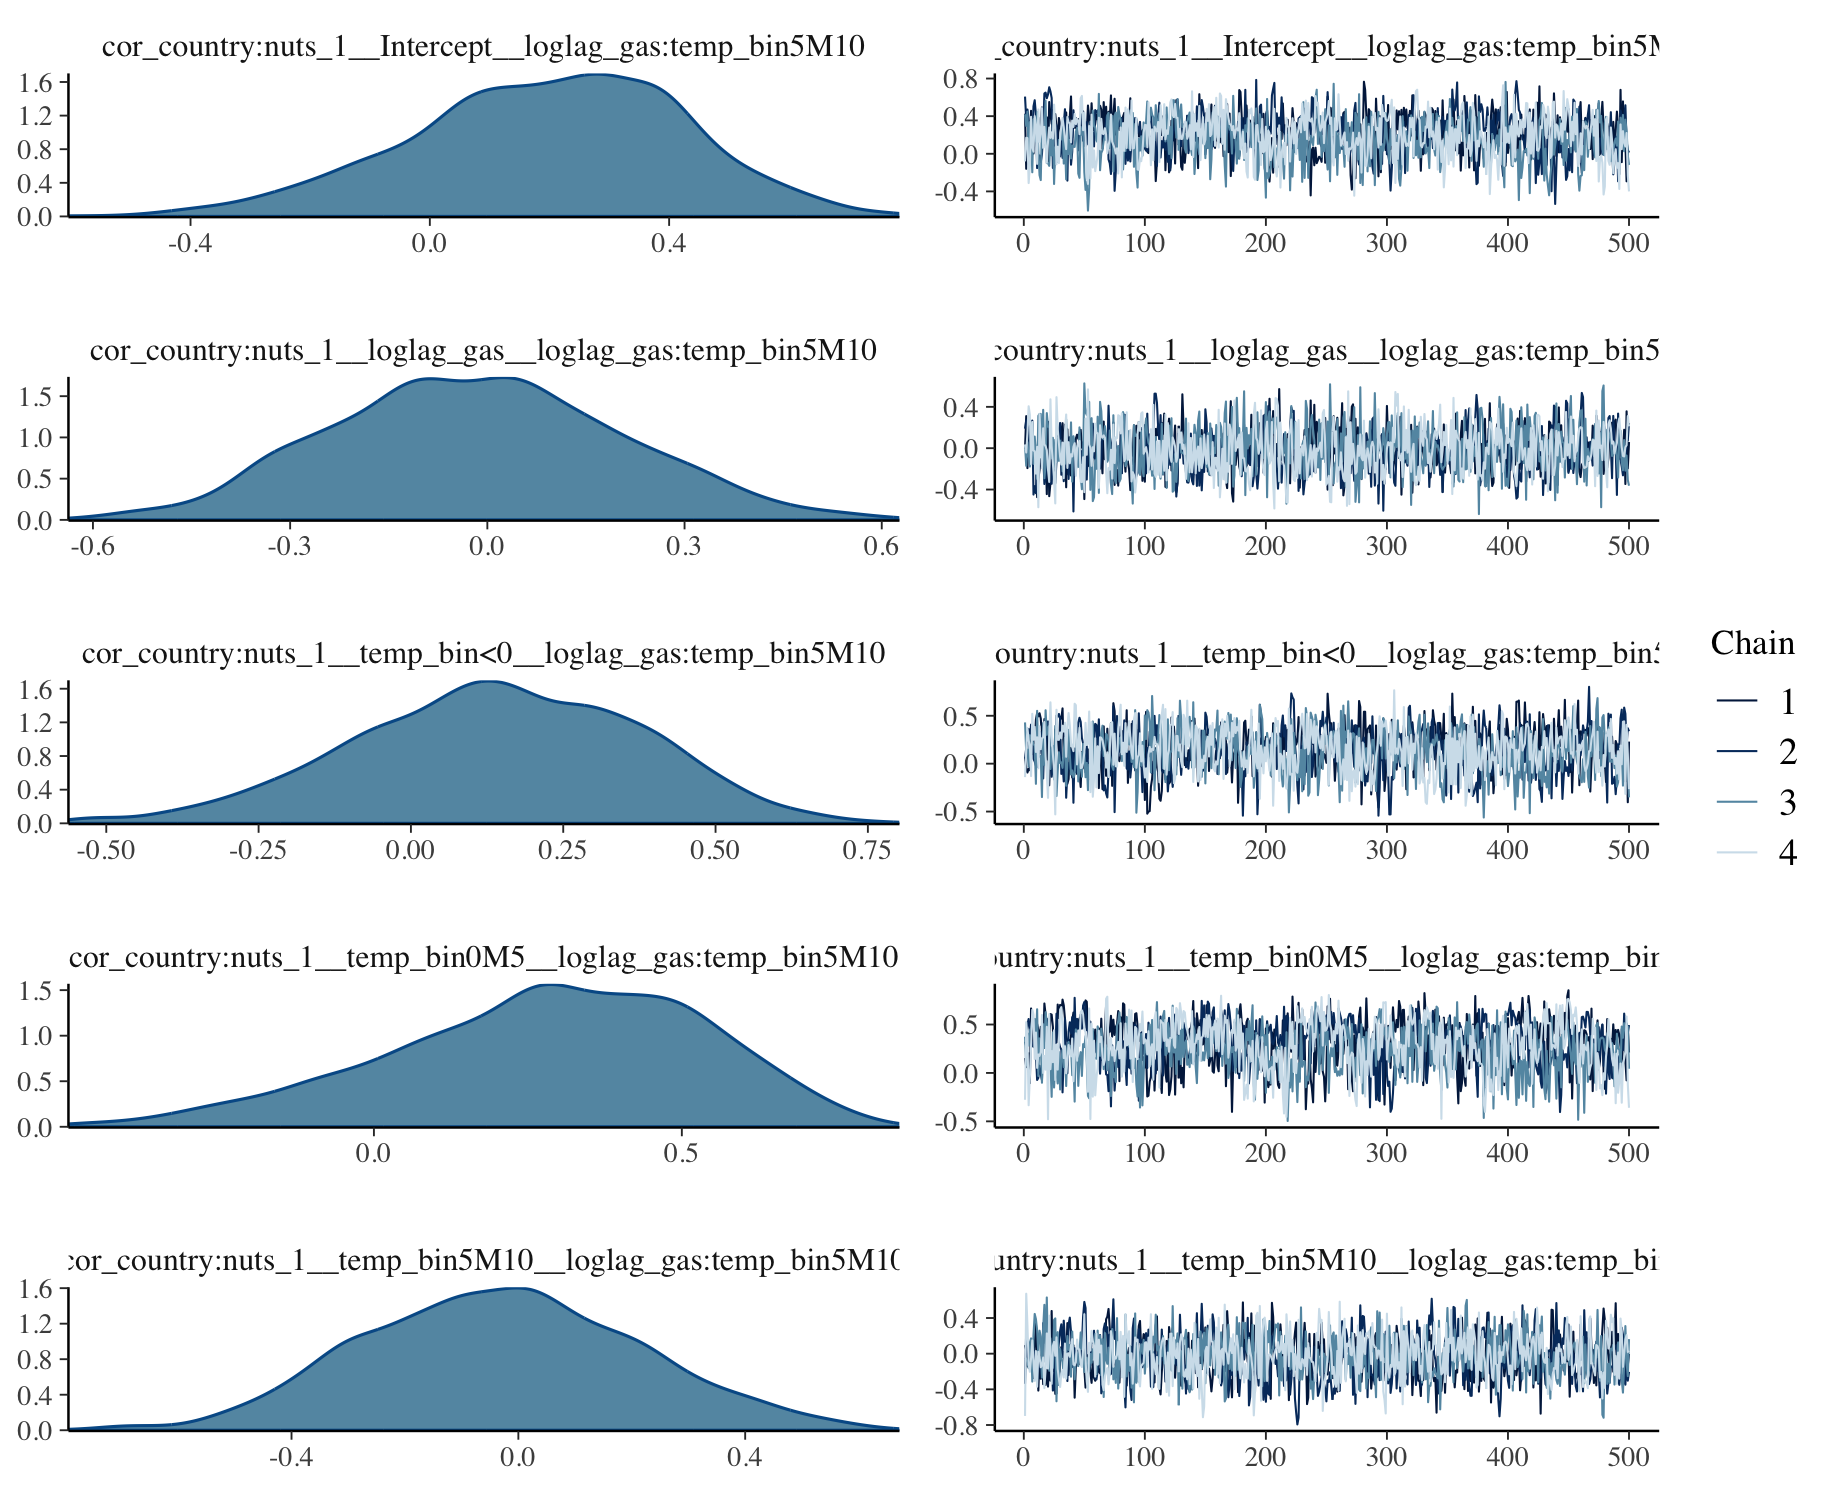 cor_country:nuts_1__Intercept__loglag_gas:temp_bin5M10
1.6
1.2
0.8
0.4
0.0
-0.4 0.0 0.4
_country:nuts_1__Intercept__loglag_gas:temp_bin5M
0.8
0.4
0.0
-0.4
0 100 200 300 400 500
cor_country:nuts_1__loglag_gas__loglag_gas:temp_bin5M10
1.5
1.0
0.5
0.0
-0.6 -0.3 0.0 0.3 0.6
country:nuts_1__loglag_gas__loglag_gas:temp_bin5
0.4
0.0
-0.4
0 100 200 300 400 500
cor_country:nuts_1__temp_bin<0__loglag_gas:temp_bin5M10
1.6
1.2
0.8
0.4
0.0
-0.50 -0.25 0.00 0.25 0.50 0.75
ountry:nuts_1__temp_bin<0__loglag_gas:temp_bin5
0.5
0.0
-0.5
0 100 200 300 400 500
Chain
1
2
3
4
cor_country:nuts_1__temp_bin0M5__loglag_gas:temp_bin5M10
1.5
1.0
0.5
0.0
0.0 0.5
ountry:nuts_1__temp_bin0M5__loglag_gas:temp_bin
0.5
0.0
-0.5
0 100 200 300 400 500
cor_country:nuts_1__temp_bin5M10__loglag_gas:temp_bin5M10
1.6
1.2
0.8
0.4
0.0
-0.4 0.0 0.4
untry:nuts_1__temp_bin5M10__loglag_gas:temp_bi
0.4
0.0
-0.4
-0.8
0 100 200 300 400 500